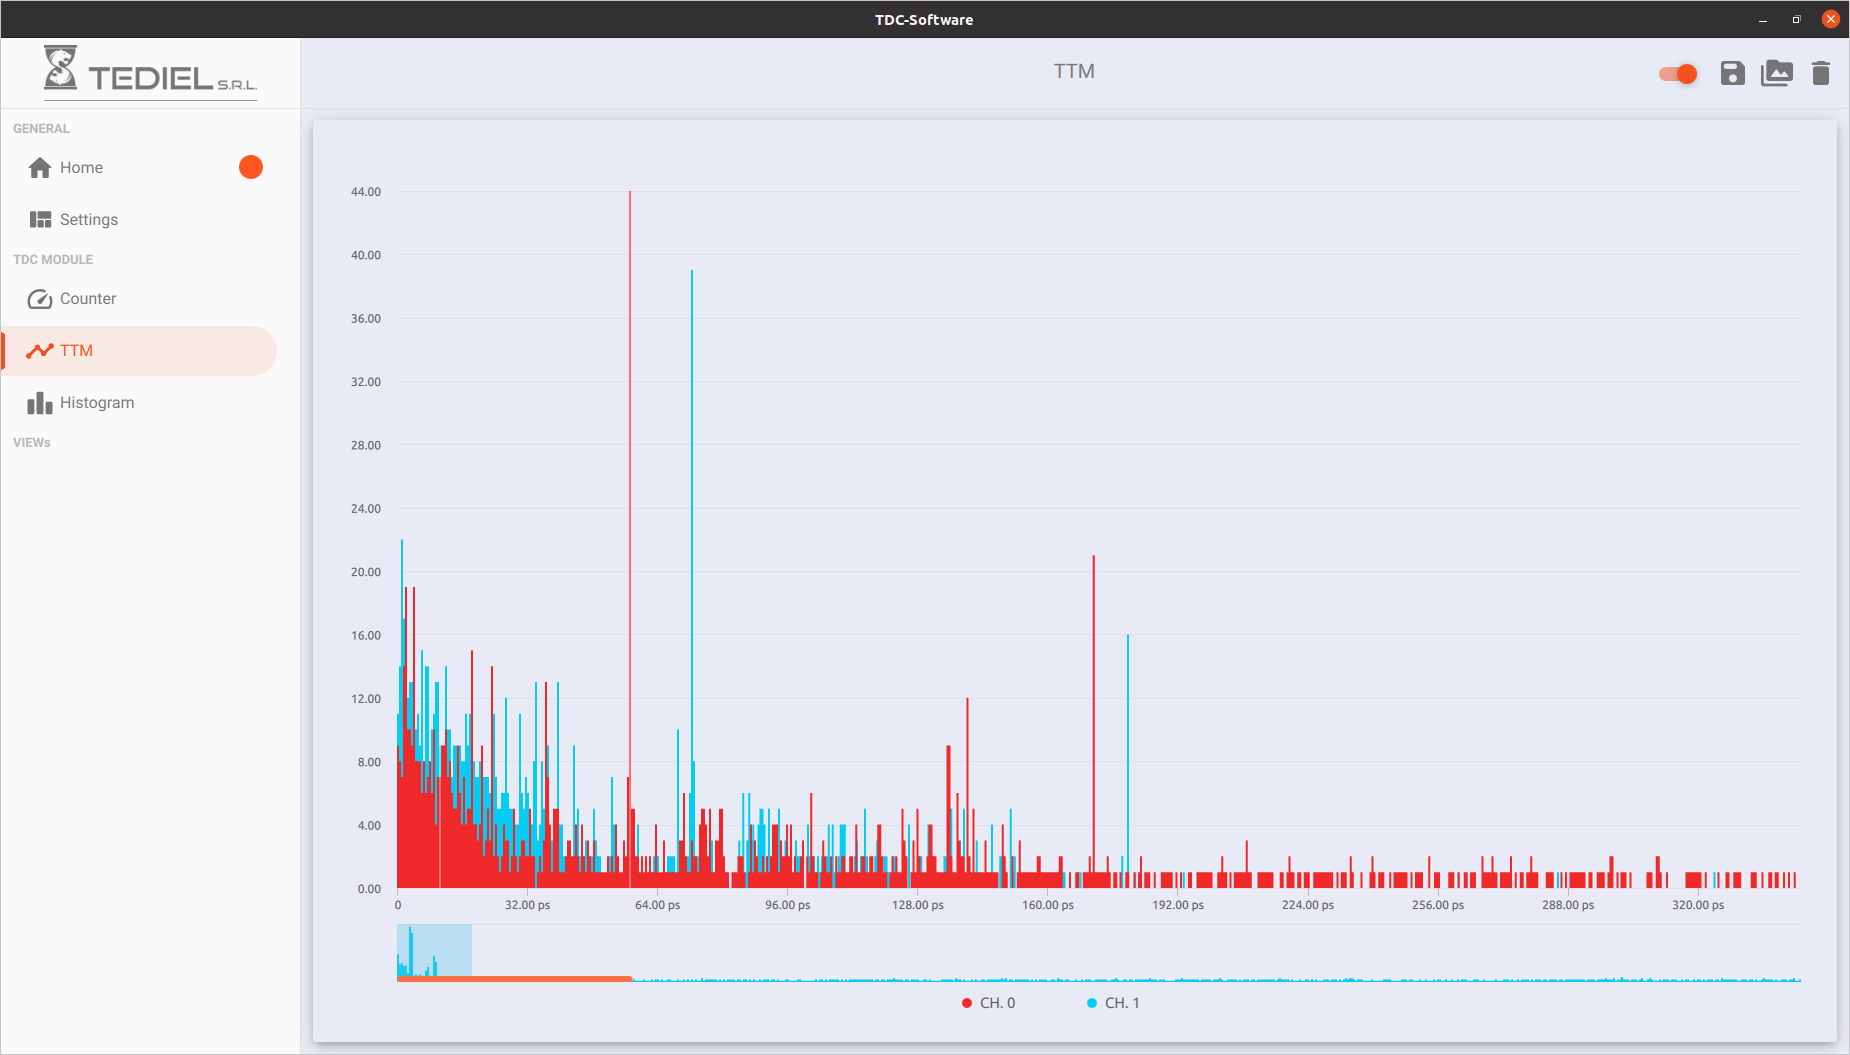 TDC-Software
TEDIEL S.R.L.
TTM
GENERAL
Home
Settings
TDC MODULE
Counter
TTM
Histogram
VIEWs
44.00
40.00
36.00
32.00
28.00
24.00
20.00
16.00
12.00
8.00
4.00
0.00
0 32.00 ps 64.00 ps 96.00 ps 128.00 ps 160.00 ps 192.00 ps 224.00 ps 256.00 ps 288.00 ps 320.00 ps
CH. 0 CH. 1